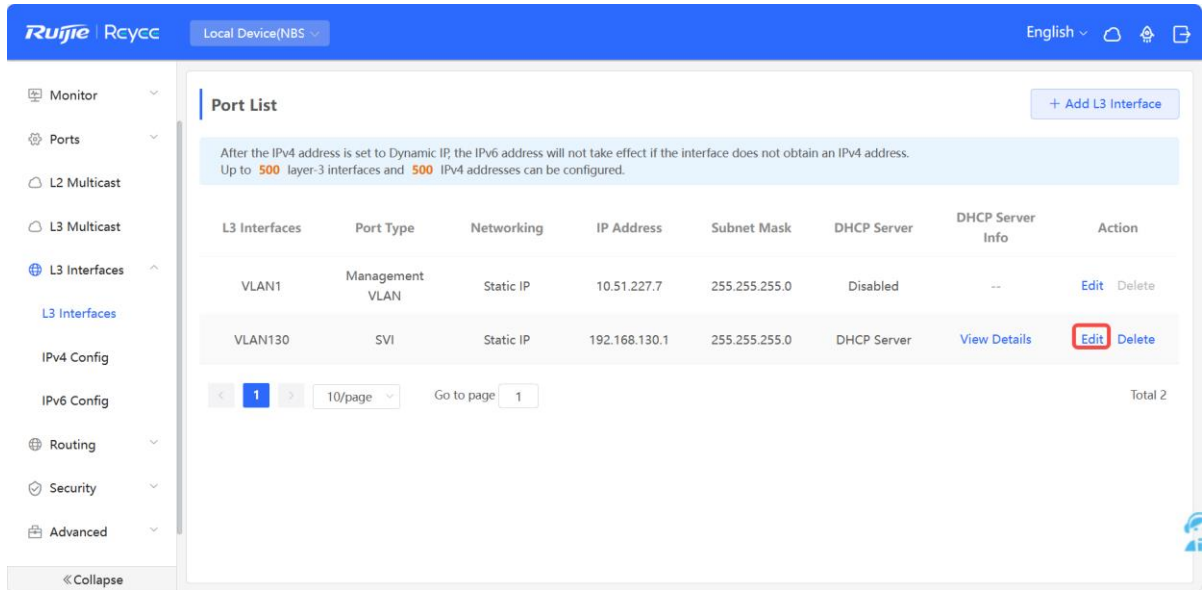 Ruijie | Rcycc
Local Device(NBS
English
Monitor
Ports
L2 Multicast
L3 Multicast
L3 Interfaces
L3 Interfaces
IPv4 Config
IPv6 Config
Routing
Security
Advanced
«Collapse
Port List
+ Add L3 Interface
After the IPv4 address is set to Dynamic IP, the IPv6 address will not take effect if the interface does not obtain an IPv4 address.
Up to 500 layer-3 interfaces and 500 IPv4 addresses can be configured.
L3 Interfaces Port Type Networking IP Address Subnet Mask DHCP Server DHCP Server Info Action
VLAN1 Management VLAN Static IP 10.51.227.7 255.255.255.0 Disabled -- Edit Delete
VLAN130 SVI Static IP 192.168.130.1 255.255.255.0 DHCP Server View Details Edit Delete
< 1 > 10/page Go to page 1 Total 2